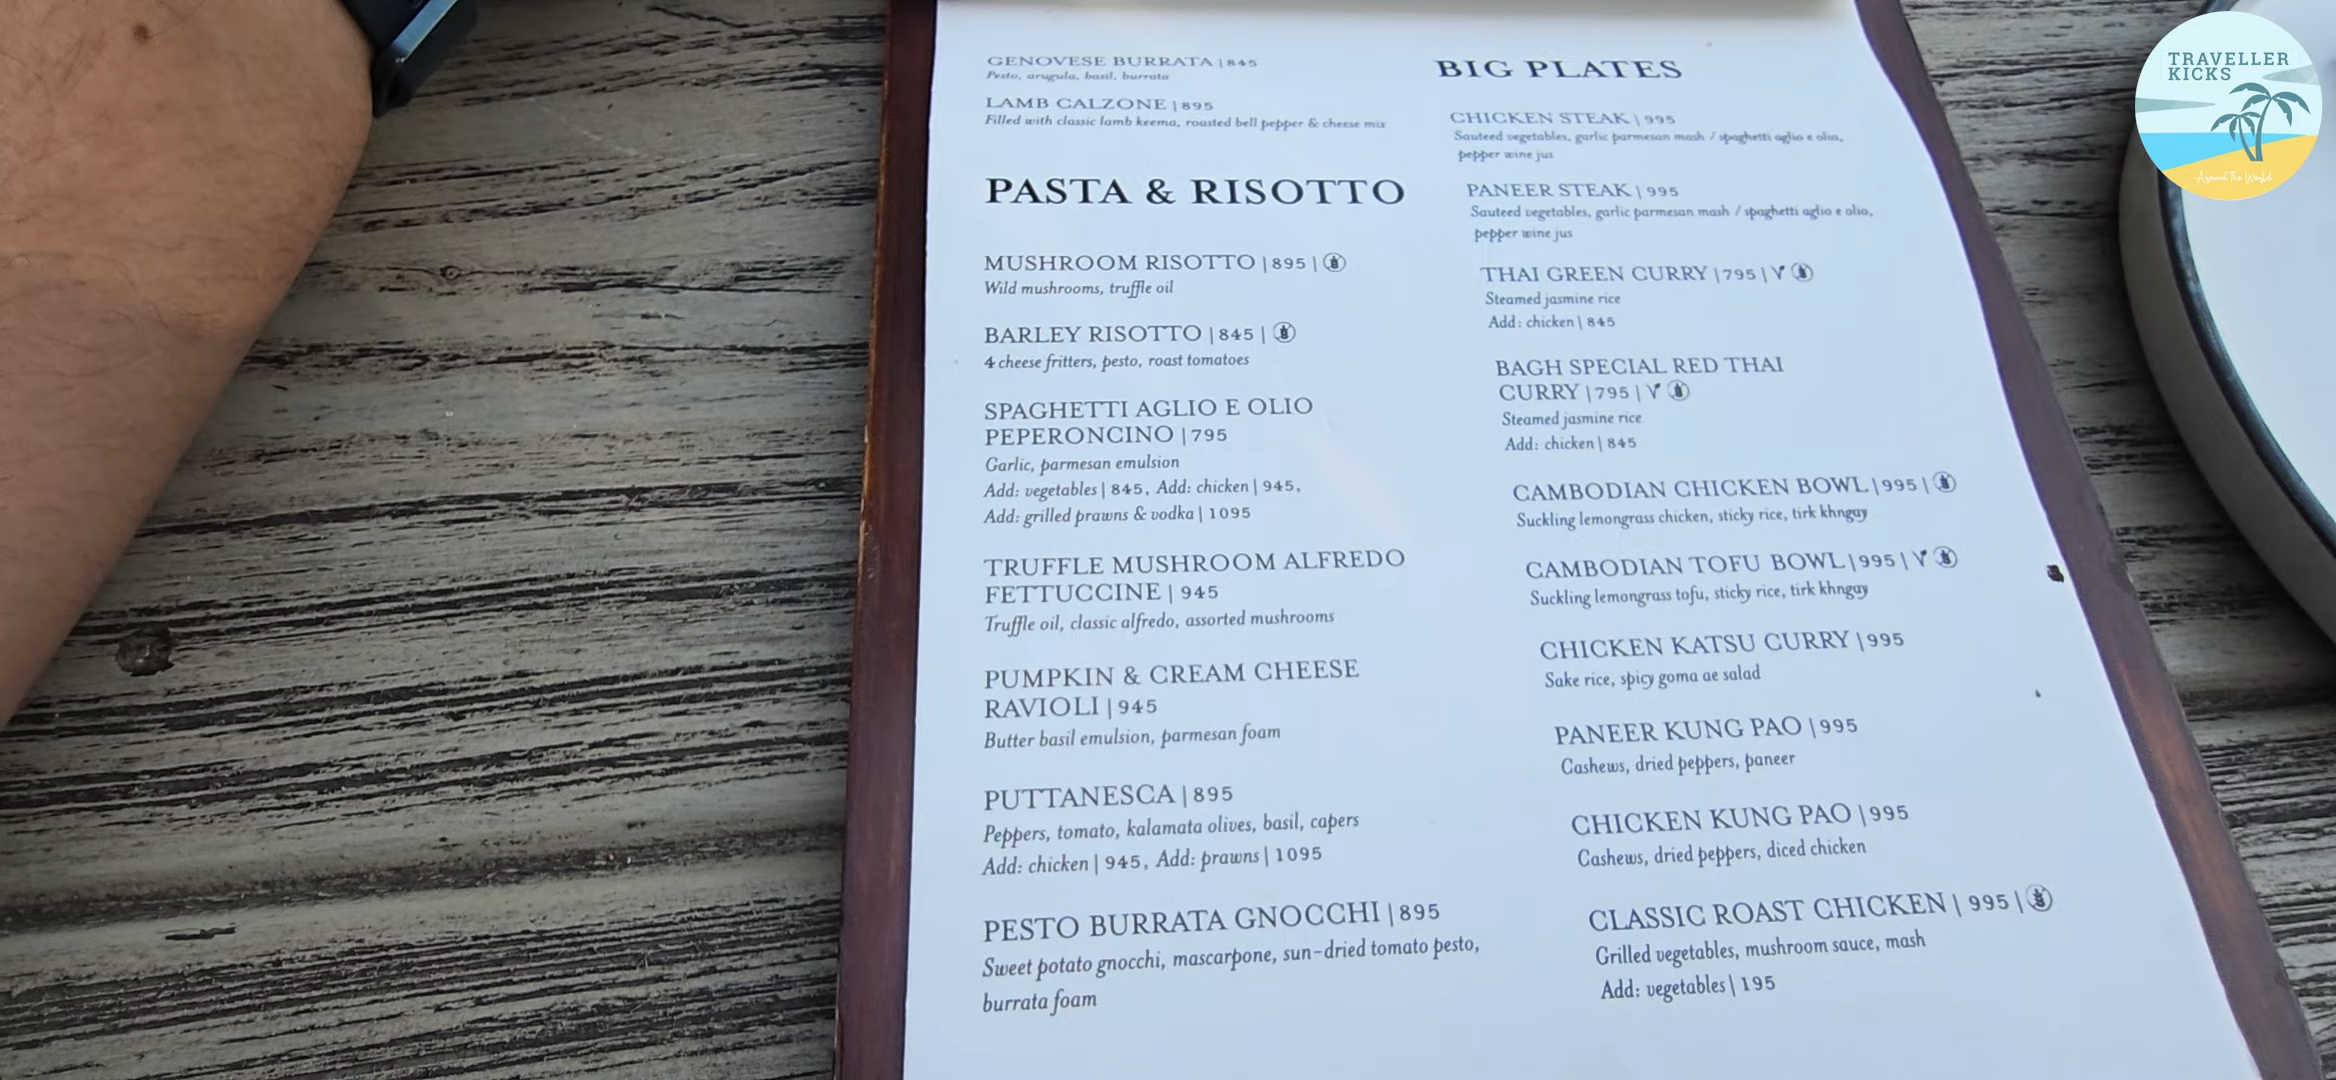 GENOVESE BURRATA | 845
Pesto, arugula, basil, burrata
LAMB CALZONE | 895
Filled with classic lamb keema, roasted bell pepper & cheese mix
PASTA & RISOTTO
MUSHROOM RISOTTO | 895 |
Wild mushrooms, truffle oil
BARLEY RISOTTO | 845 |
4 cheese fritters, pesto, roast tomatoes
SPAGHETTI AGLIO E OLIO
PEPERONCINO | 795
Garlic, parmesan emulsion
Add: vegetables | 845, Add: chicken | 945,
Add: grilled prawns & vodka | 1095
TRUFFLE MUSHROOM ALFREDO
FETTUCCINE | 945
Truffle oil, classic alfredo, assorted mushrooms
PUMPKIN & CREAM CHEESE
RAVIOLI | 945
Butter basil emulsion, parmesan foam
PUTTANESCA | 895
Peppers, tomato, kalamata olives, basil, capers
Add: chicken | 945, Add: prawns | 1095
PESTO BURRATA GNOCCHI | 895
Sweet potato gnocchi, mascarpone, sun-dried tomato pesto,
burrata foam
BIG PLATES
CHICKEN STEAK | 995
Sauteed vegetables, garlic parmesan mash / spaghetti aglio e olio,
pepper wine jus
PANEER STEAK | 995
Sauteed vegetables, garlic parmesan mash / spaghetti aglio e olio,
pepper wine jus
THAI GREEN CURRY | 795 | V
Steamed jasmine rice
Add: chicken | 845
BAGH SPECIAL RED THAI
CURRY | 795 | V
Steamed jasmine rice
Add: chicken | 845
CAMBODIAN CHICKEN BOWL | 995 |
Suckling lemongrass chicken, sticky rice, tirk khngay
CAMBODIAN TOFU BOWL | 995 | V
Suckling lemongrass tofu, sticky rice, tirk khngay
CHICKEN KATSU CURRY | 995
Sake rice, spicy goma ae salad
PANEER KUNG PAO | 995
Cashews, dried peppers, paneer
CHICKEN KUNG PAO | 995
Cashews, dried peppers, diced chicken
CLASSIC ROAST CHICKEN | 995 |
Grilled vegetables, mushroom sauce, mash
Add: vegetables | 195
TRAVELLER
KICKS
Around The World